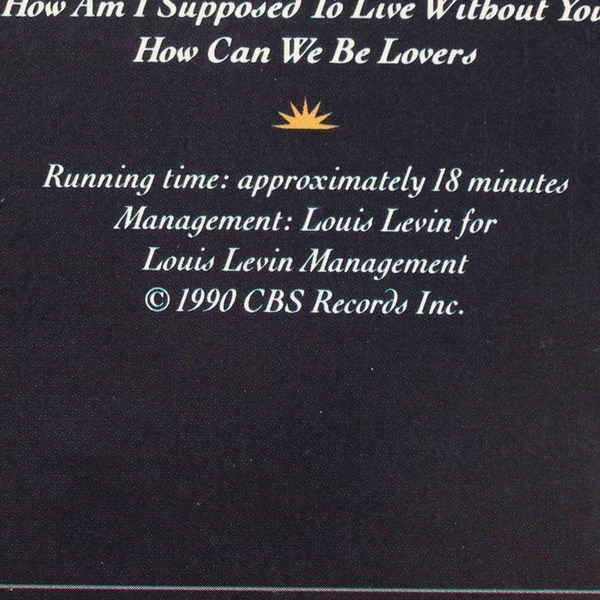 How Am I Supposed To Live Without You
How Can We Be Lovers
Running time: approximately 18 minutes
Management: Louis Levin for
Louis Levin Management
© 1990 CBS Records Inc.